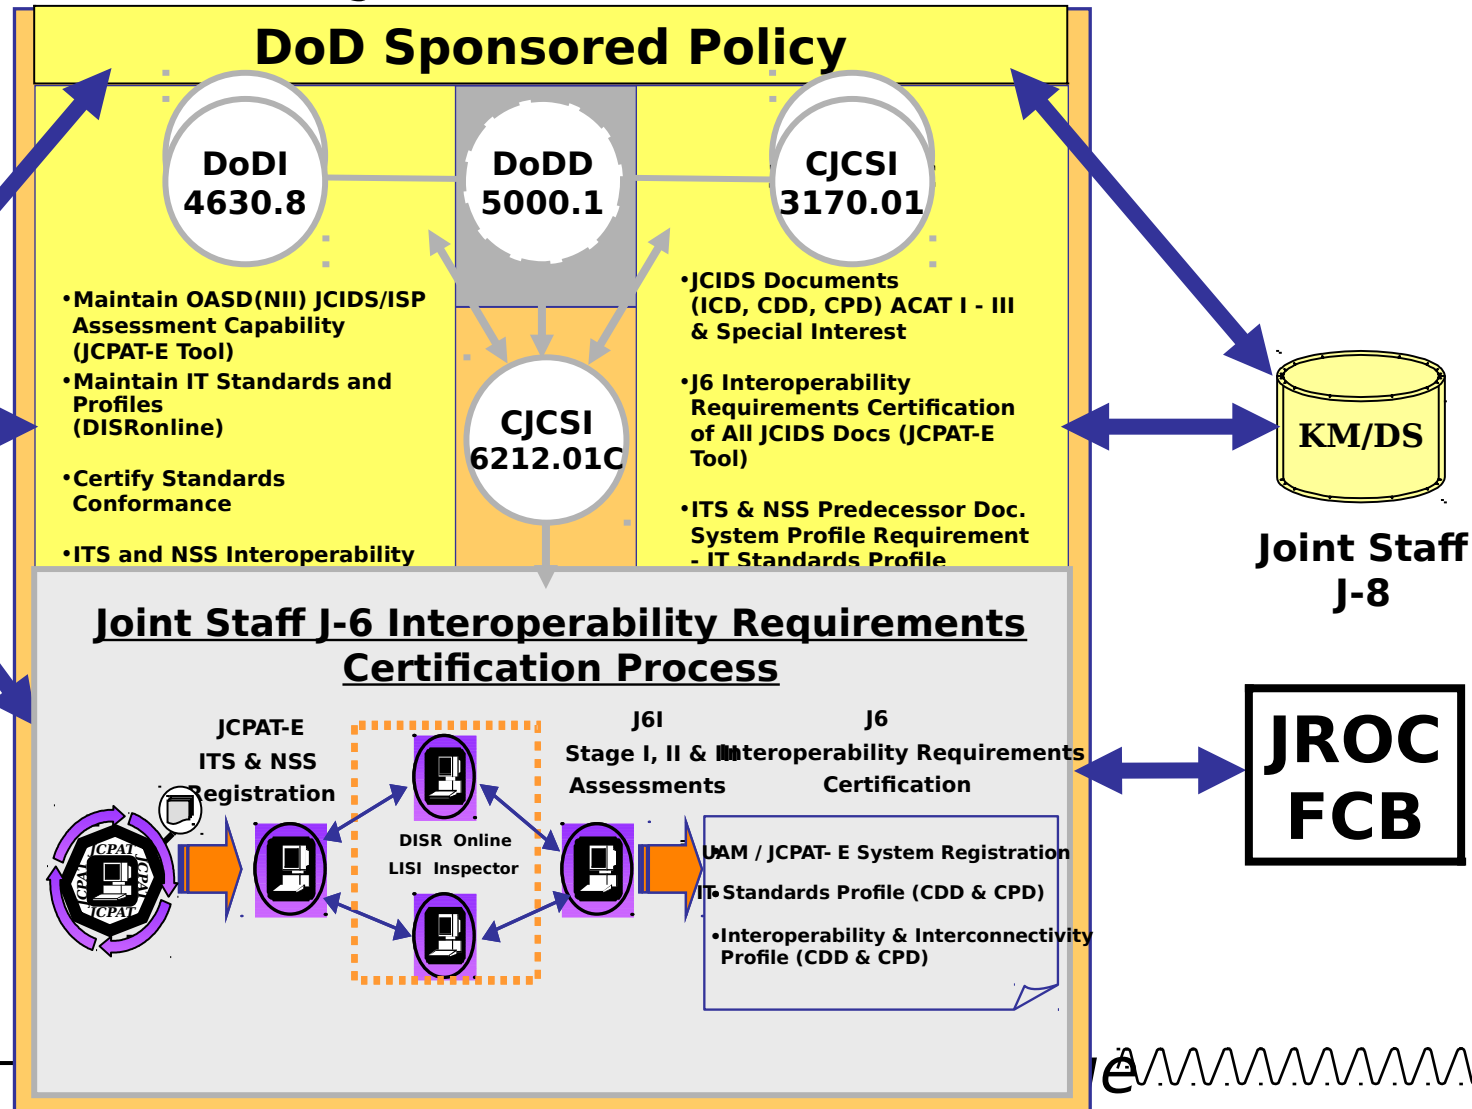 DoD Sponsored Policy
DoDI
4630.8
DoDD
5000.1
CJCSI
3170.01
•Maintain OASD(NII) JCIDS/ISP
Assessment Capability
(JCPAT-E Tool)
•Maintain IT Standards and
Profiles
(DISRonline)
•Certify Standards
Conformance
•ITS and NSS Interoperability
CJCSI
6212.01C
•JCIDS Documents
(ICD, CDD, CPD) ACAT I - III
& Special Interest
•J6 Interoperability
Requirements Certification
of All JCIDS Docs (JCPAT-E
Tool)
•ITS & NSS Predecessor Doc.
System Profile Requirement
- IT Standards Profile
KM/DS
Joint Staff
J-8
JROC
FCB
Joint Staff J-6 Interoperability Requirements
Certification Process
JCPAT-E
ITS & NSS
Registration
JCPAT
JCPAT
JCPAT
JCPAT
DISR Online
LISI Inspector
J6I
Stage I, II & III
Assessments
J6
Interoperability Requirements
Certification
•UAM / JCPAT- E System Registration
•IT Standards Profile (CDD & CPD)
•Interoperability & Interconnectivity
Profile (CDD & CPD)